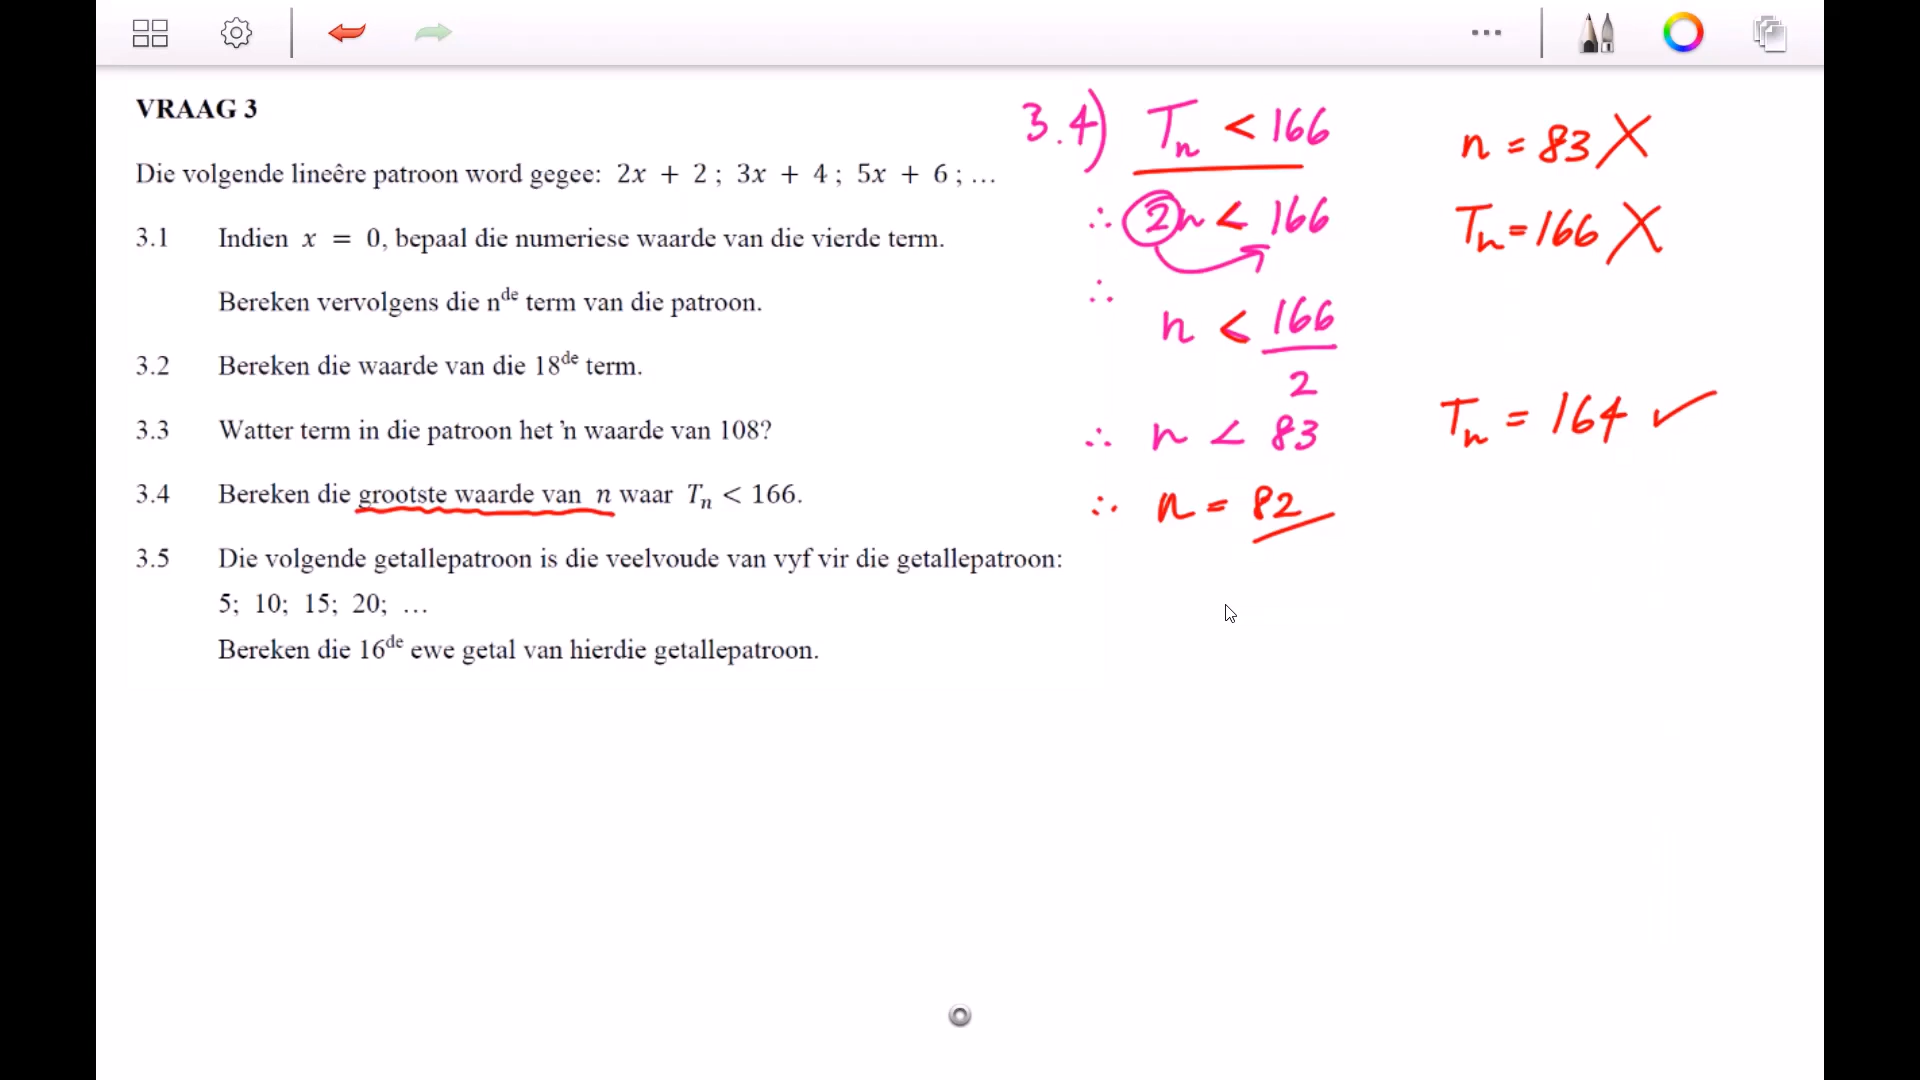 VRAAG 3
Die volgende lineêre patroon word gegee: 2x + 2 ; 3x + 4 ; 5x + 6 ; …
3.1 Indien x = 0, bepaal die numeriese waarde van die vierde term.
Bereken vervolgens die nde term van die patroon.
3.2 Bereken die waarde van die 18de term.
3.3 Watter term in die patroon het 'n waarde van 108?
3.4 Bereken die grootste waarde van n waar Tn < 166.
3.5 Die volgende getallepatroon is die veelvoude van vyf vir die getallepatroon:
5; 10; 15; 20; …
Bereken die 16de ewe getal van hierdie getallepatroon.
3.4) Tn < 166
∴ 2n < 166
∴
n < 166
2
∴ n < 83
∴ n = 82
n = 83 X
Tn = 166 X
Tn = 164 ✓